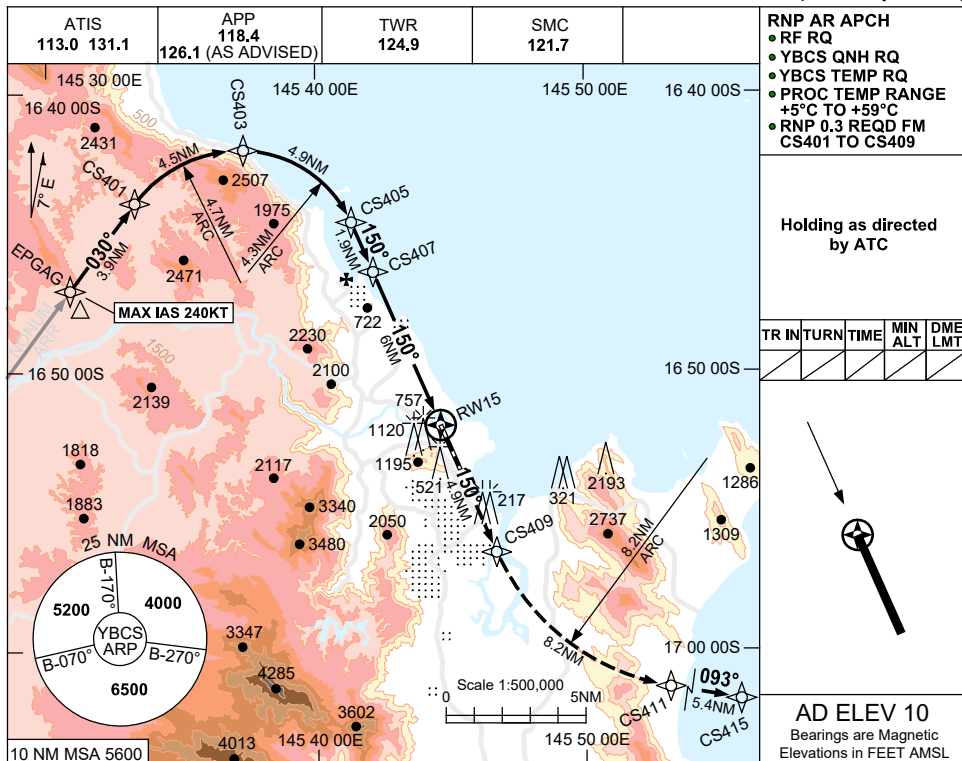 ATIS
113.0 131.1
APP
118.4
126.1 (AS ADVISED)
TWR
124.9
SMC
121.7
RNP AR APCH
RF RQ
YBCS QNH RQ
YBCS TEMP RQ
PROC TEMP RANGE
+5°C TO +59°C
RNP 0.3 REQD FM
CS401 TO CS409
Holding as directed
by ATC
TR IN
TURN
TIME
MIN
ALT
DME
LMT
145 30 00E
145 40 00E
145 50 00E
16 40 00S
16 40 00S
500
CS403
2431
4.5NM
4.9NM
7° E
CS401
2507
4.7NM
ARC
1975
4.3NM
ARC
CS405
150°
1.9NM
CS407
030°
3.9NM
EPGAG
2471
MAX IAS 240KT
NONUM
ARR
722
150°
6NM
1500
2230
2100
16 50 00S
16 50 00S
2139
757
RW15
1120
1195
521
150°
4.9NM
217
321
2193
1286
1818
2117
1883
3340
3480
2050
CS409
2737
1309
8.2NM
ARC
25 NM MSA
B-170°
5200
4000
YBCS
ARP
B-070°
B-270°
6500
3347
4285
3602
4013
8.2NM
17 00 00S
093°
5.4NM
CS411
CS415
0
Scale 1:500,000
5NM
145 40 00E
145 50 00E
10 NM MSA 5600
AD ELEV 10
Bearings are Magnetic
Elevations in FEET AMSL